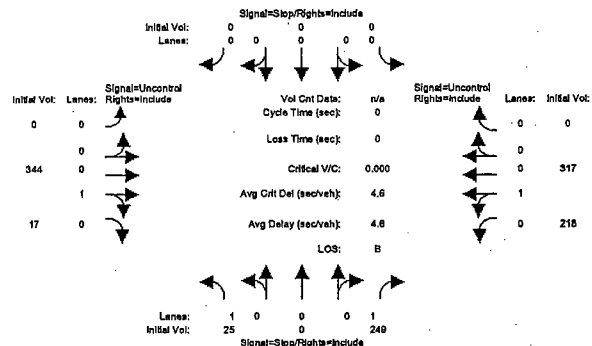 Signal=Stop/Rights=Include
Initial Vol: 0 0 0
Lanes: 0 0 0 0 0
Signal=Uncontrol Signal=Uncontrol
Initial Vol: Lanes: Rights=Include Vol Cnt Data: n/a Rights=Include Lanes: Initial Vol:
Cycle Time (sec): 0
0 0 0 0
Loss Time (sec): 0
0 0
344 0 Critical V/C: 0.000 0 317
1 Avg Crit Del (sec/veh): 4.6 1
17 0 Avg Delay (sec/veh): 4.6 0 218
LOS: B
Lanes: 1 0 0 0 1
Initial Vol: 25 0 249
Signal=Stop/Rights=Include